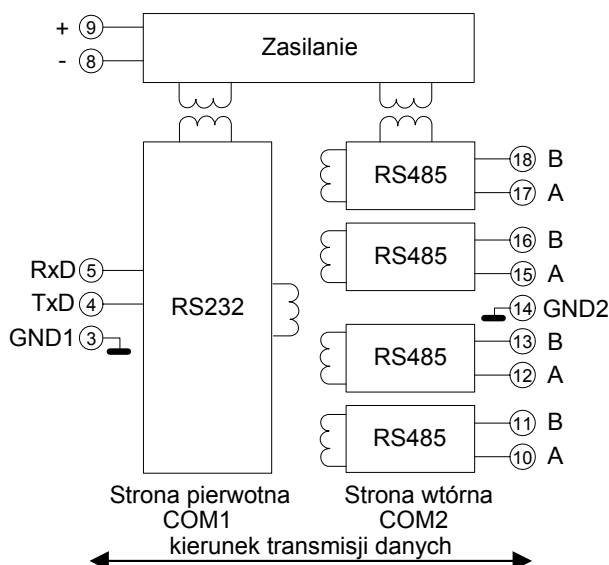 + 9
- 8
Zasilanie
RS485 18 B
17 A
RS485 16 B
15 A
RxD 5
TxD 4
GND1 3
RS232
14 GND2
RS485 13 B
12 A
RS485 11 B
10 A
Strona pierwotna
COM1
Strona wtórna
COM2
kierunek transmisji danych